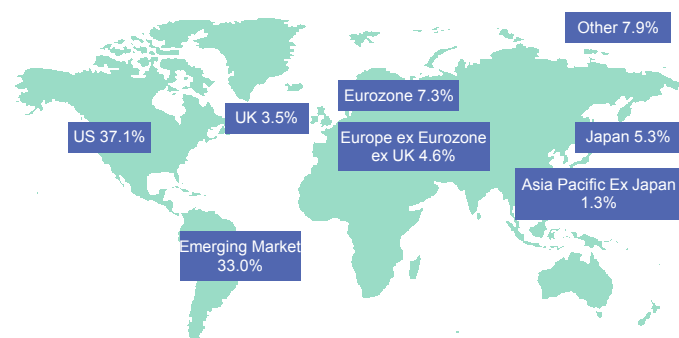 Other 7.9%
Eurozone 7.3%
UK 3.5%
US 37.1%
Europe ex Eurozone
ex UK 4.6%
Japan 5.3%
Asia Pacific Ex Japan
1.3%
Emerging Market
33.0%